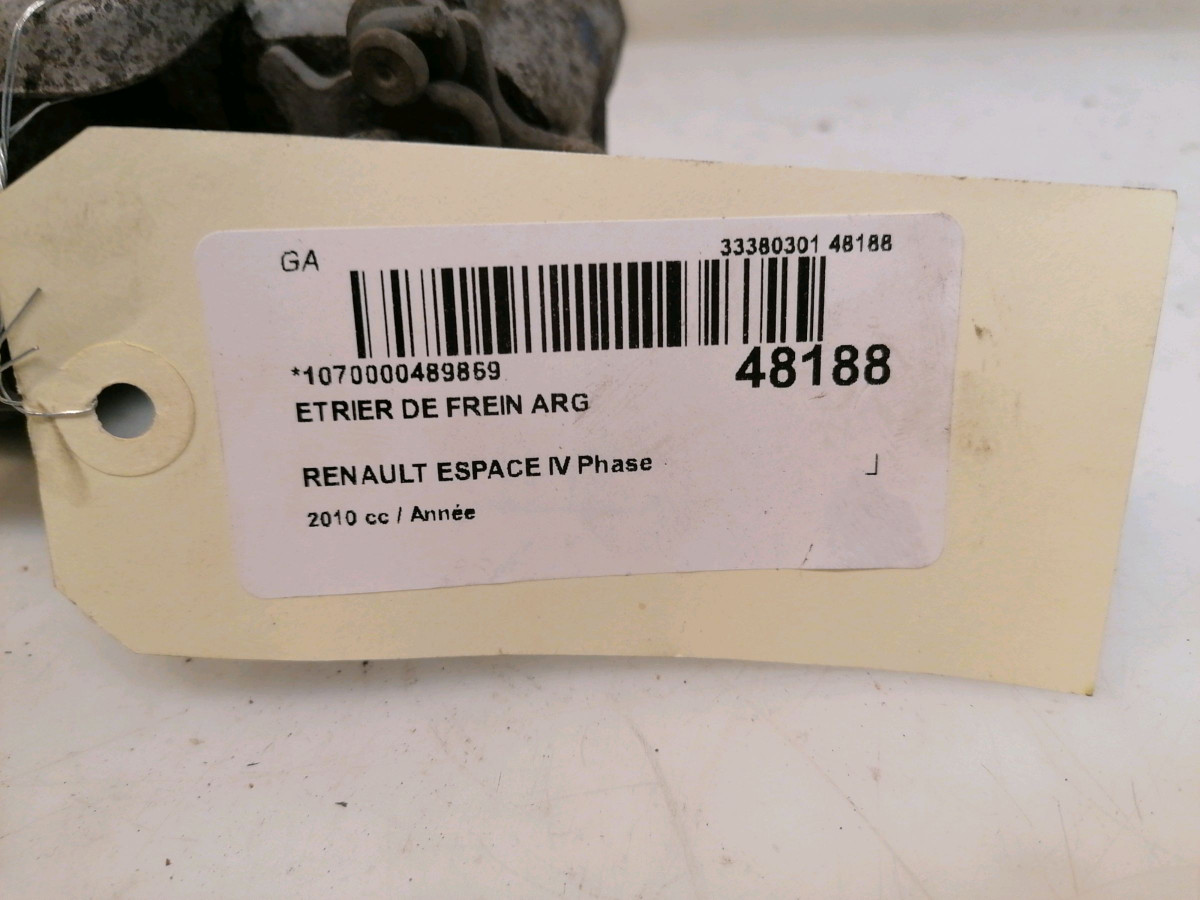 GA
33380301 48188
*1070000489869
48188
ETRIER DE FREIN ARG
RENAULT ESPACE IV Phase
2010 cc / Année